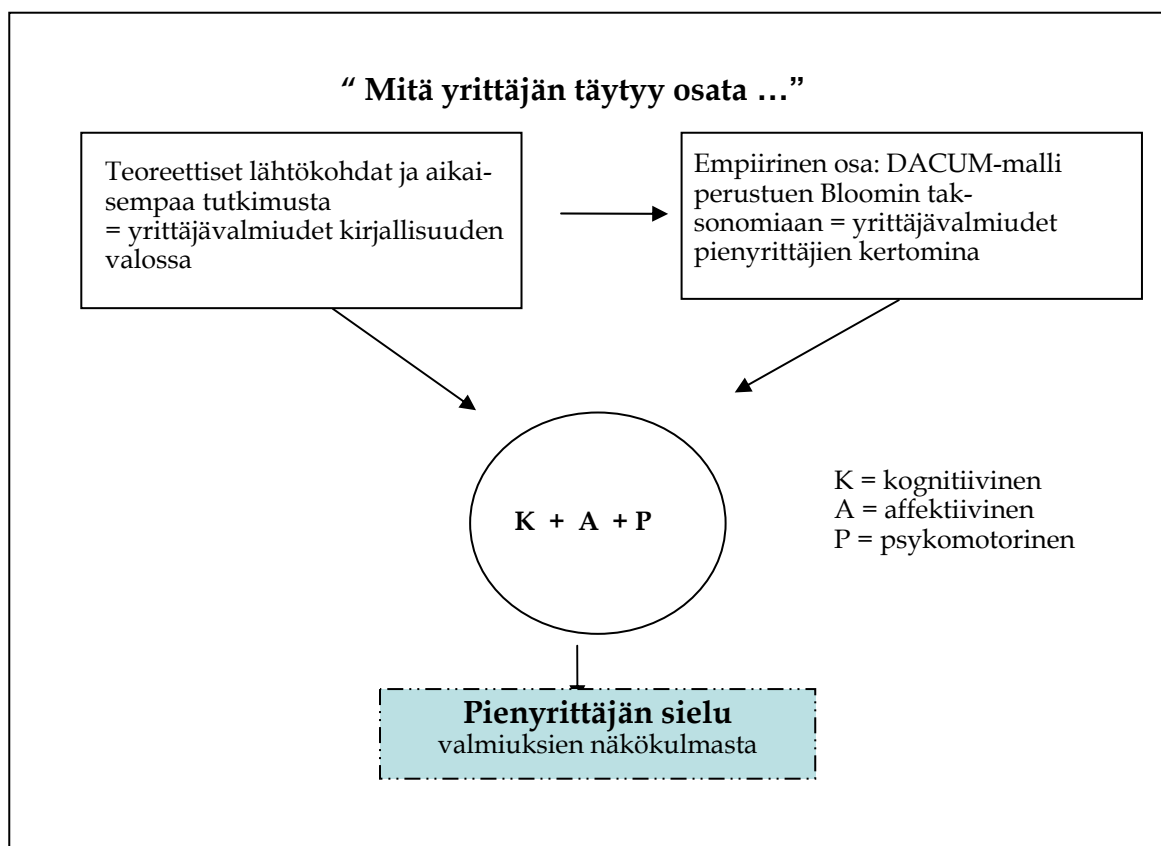 “ Mitä yrittäjän täytyy osata …”
Teoreettiset lähtökohdat ja aikai-
sempaa tutkimusta
= yrittäjävalmiudet kirjallisuuden
valossa
Empiirinen osa: DACUM-malli
perustuen Bloomin tak-
sonomiaan = yrittäjävalmiudet
pienyrittäjien kertomina
K + A + P
K = kognitiivinen
A = affektiivinen
P = psykomotorinen
Pienyrittäjän sielu
valmiuksien näkökulmasta